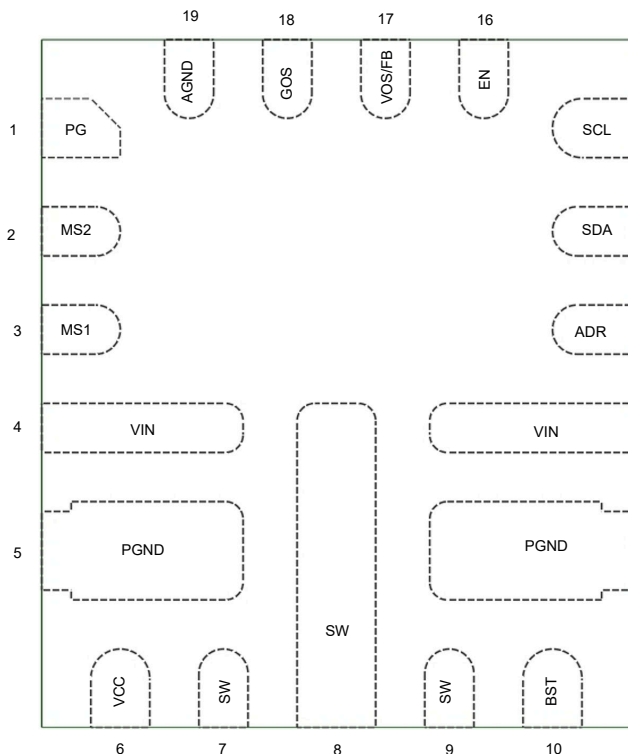 19
18
17
16
AGND
GOS
VOS/FB
EN
1
PG
SCL
2
MS2
SDA
3
MS1
ADR
4
VIN
VIN
5
PGND
PGND
SW
VCC
SW
SW
BST
6
7
8
9
10